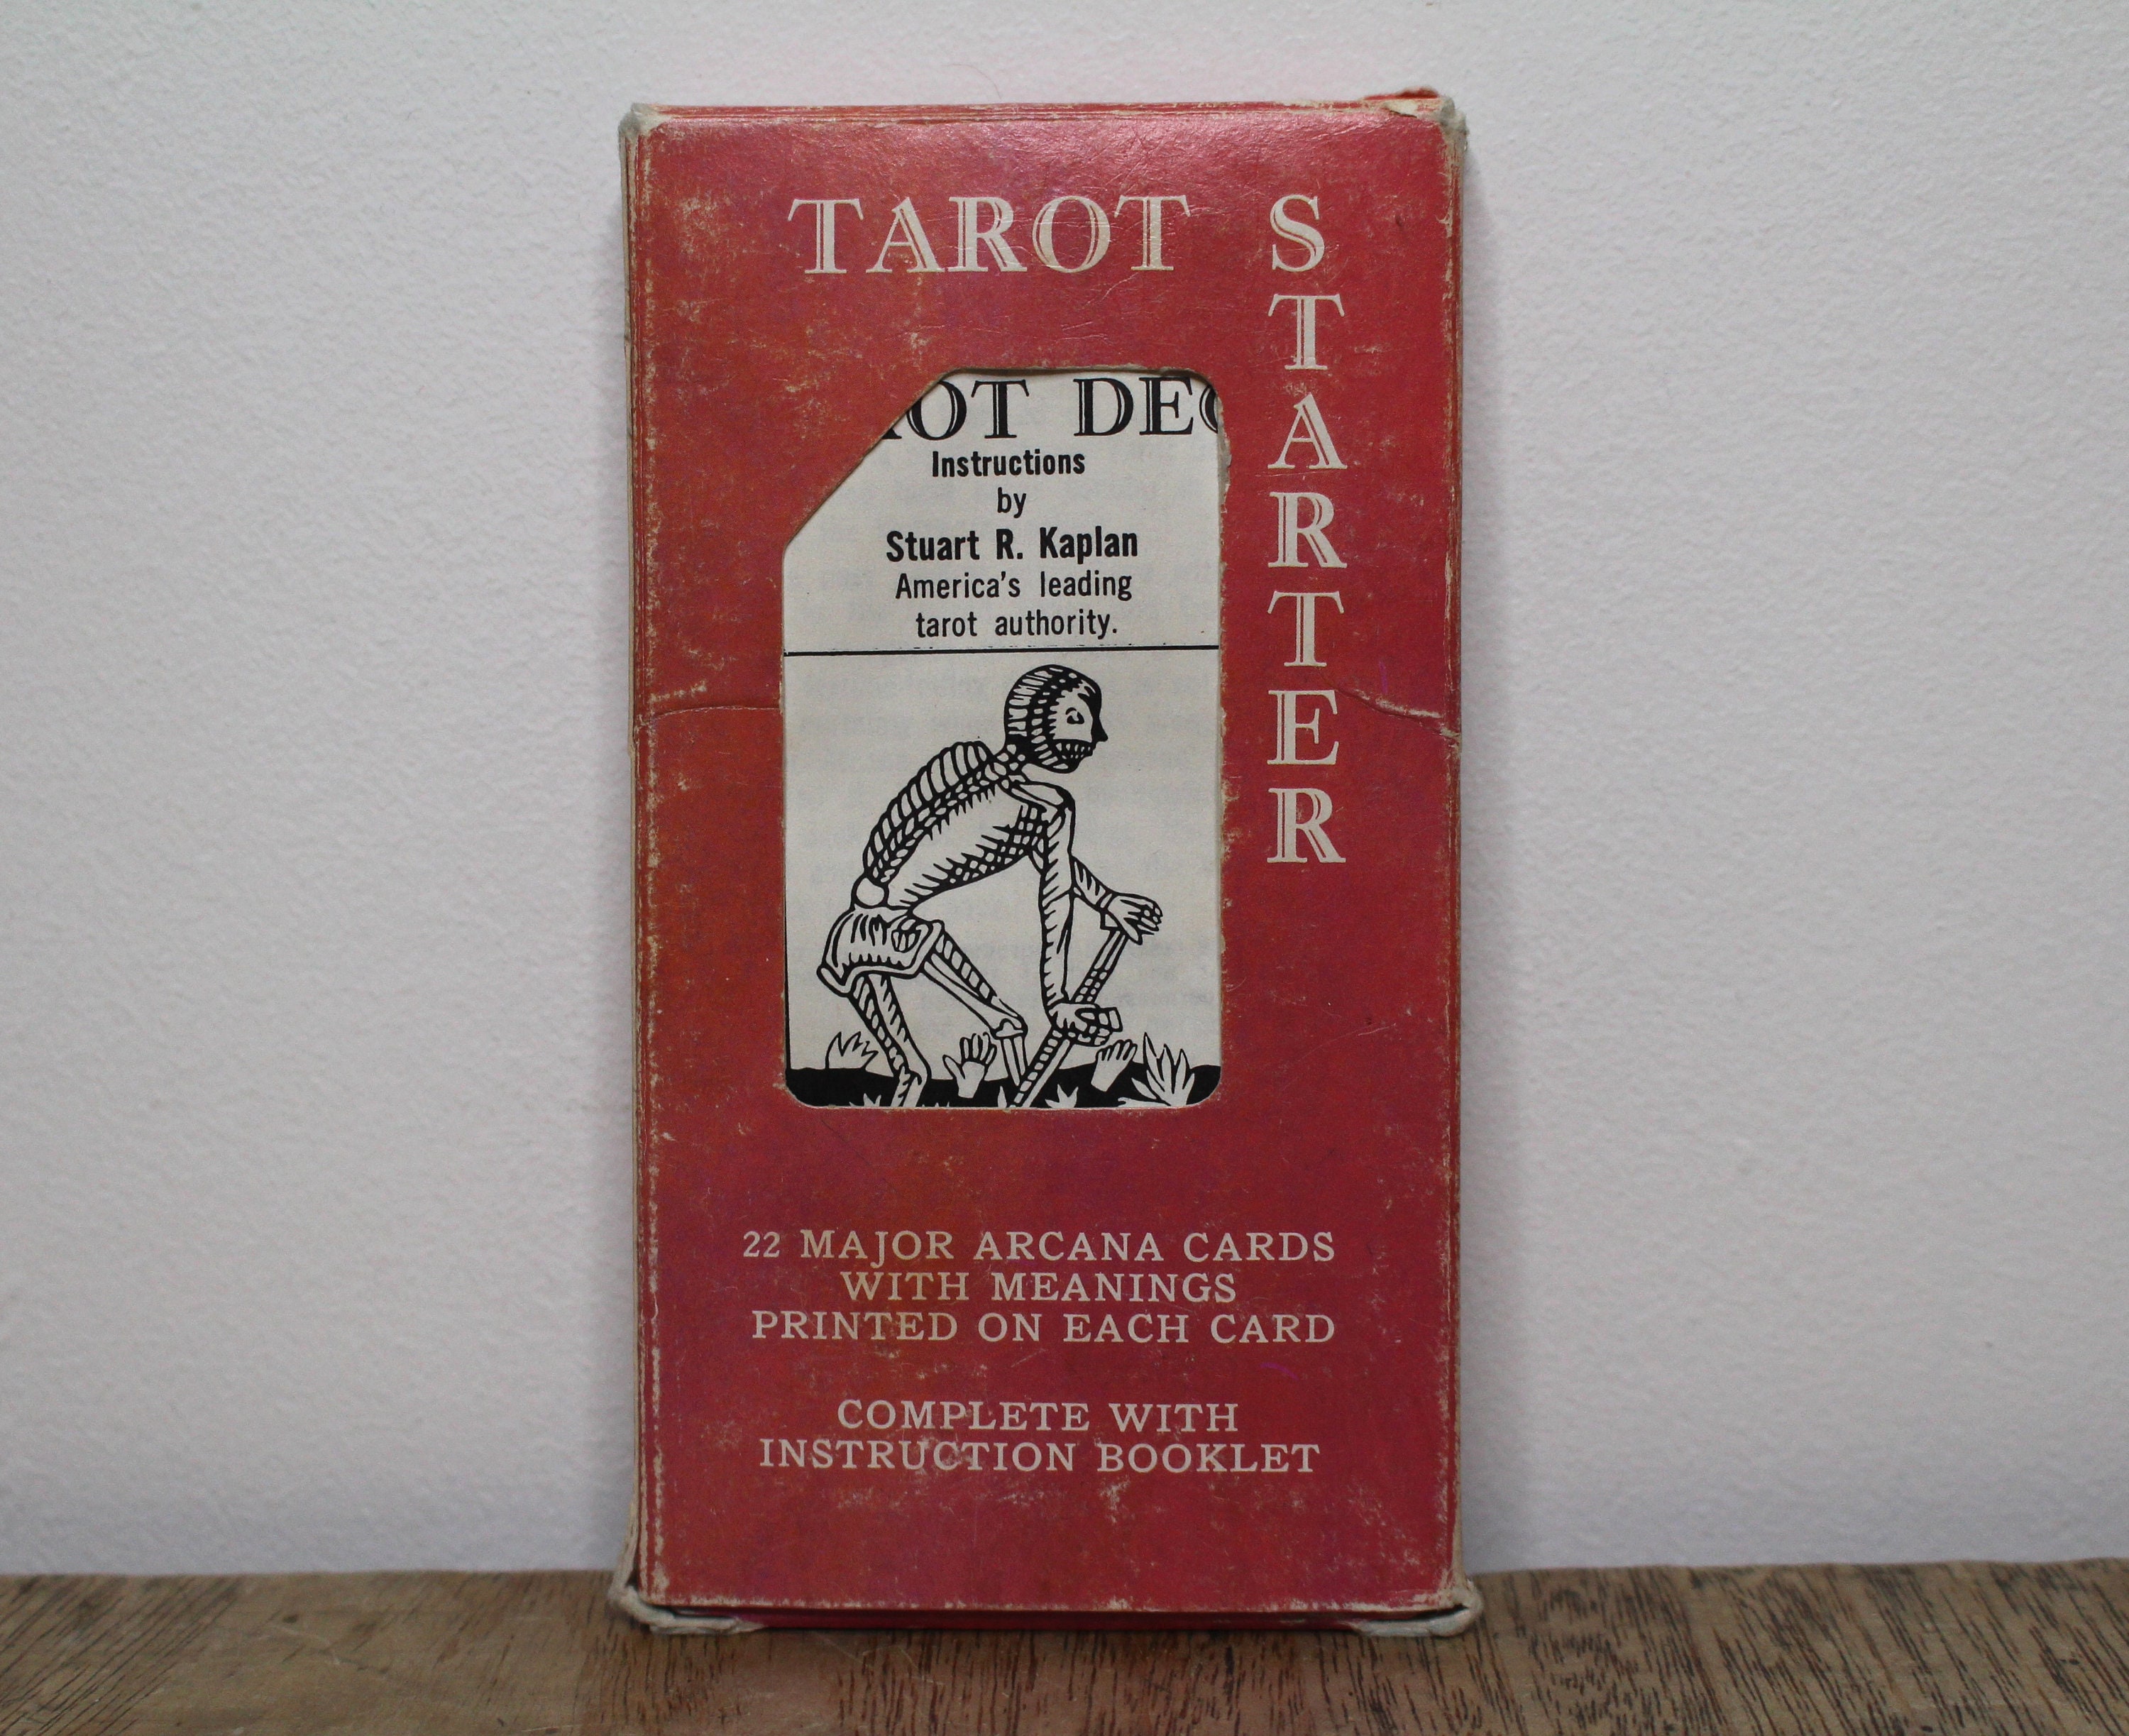 TAROT STARTER
OT DE
Instructions
by
Stuart R. Kaplan
America's leading
tarot authority.
22 MAJOR ARCANA CARDS
WITH MEANINGS
PRINTED ON EACH CARD
COMPLETE WITH
INSTRUCTION BOOKLET